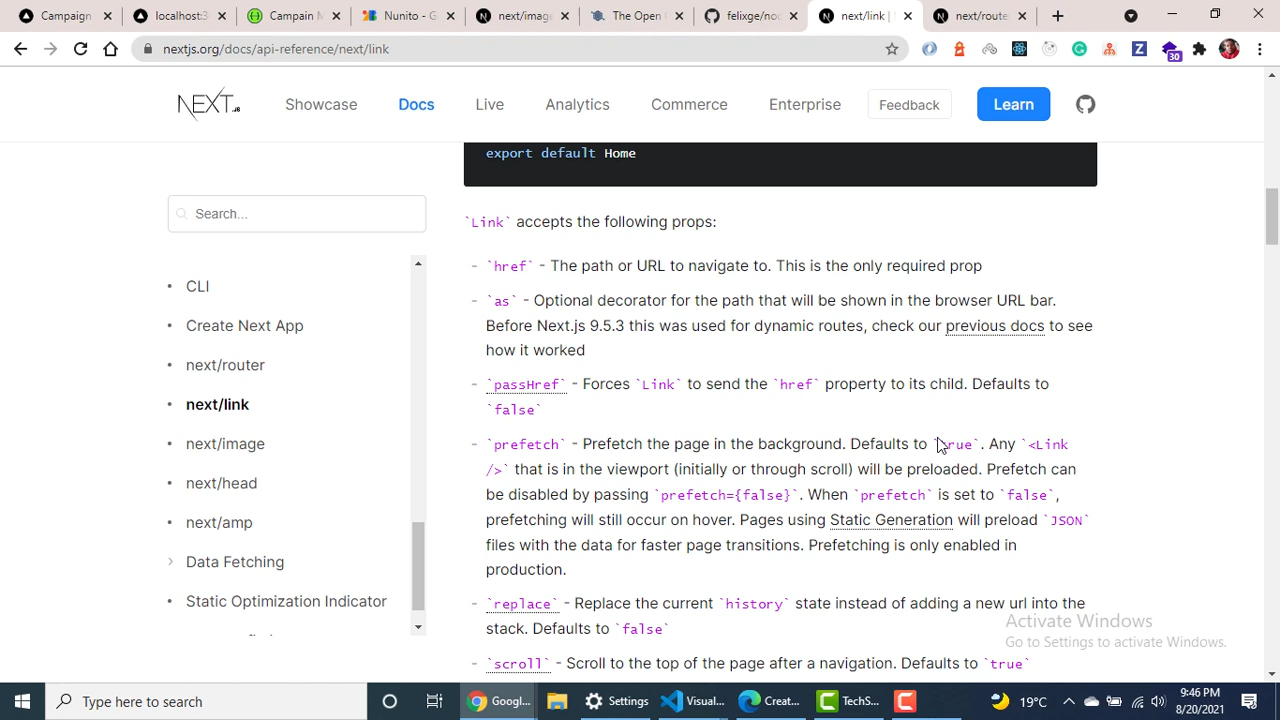 Campaign
localhost:3
Campain M
Nunito - G
next/imag
The Open G
felixge/noc
next/link |
next/route
nextjs.org/docs/api-reference/next/link
30
NEXT.JS
Showcase
Docs
Live
Analytics
Commerce
Enterprise
Feedback
Learn
export default Home
Search...
CLI
Create Next App
next/router
next/link
next/image
next/head
next/amp
Data Fetching
Static Optimization Indicator
`Link` accepts the following props:
- `href` - The path or URL to navigate to. This is the only required prop
- `as` - Optional decorator for the path that will be shown in the browser URL bar.
Before Next.js 9.5.3 this was used for dynamic routes, check our previous docs to see
how it worked
- `passHref` - Forces `Link` to send the `href` property to its child. Defaults to
`false`
- `prefetch` - Prefetch the page in the background. Defaults to `true`. Any `<Link
/>` that is in the viewport (initially or through scroll) will be preloaded. Prefetch can
be disabled by passing `prefetch={false}`. When `prefetch` is set to `false`,
prefetching will still occur on hover. Pages using Static Generation will preload `JSON`
files with the data for faster page transitions. Prefetching is only enabled in
production.
- `replace` - Replace the current `history` state instead of adding a new url into the
stack. Defaults to `false`
- `scroll` - Scroll to the top of the page after a navigation. Defaults to `true`
Activate Windows
Go to Settings to activate Windows.
Type here to search
Googl...
Settings
Visual...
Creat...
TechS...
19°C
9:46 PM
8/20/2021